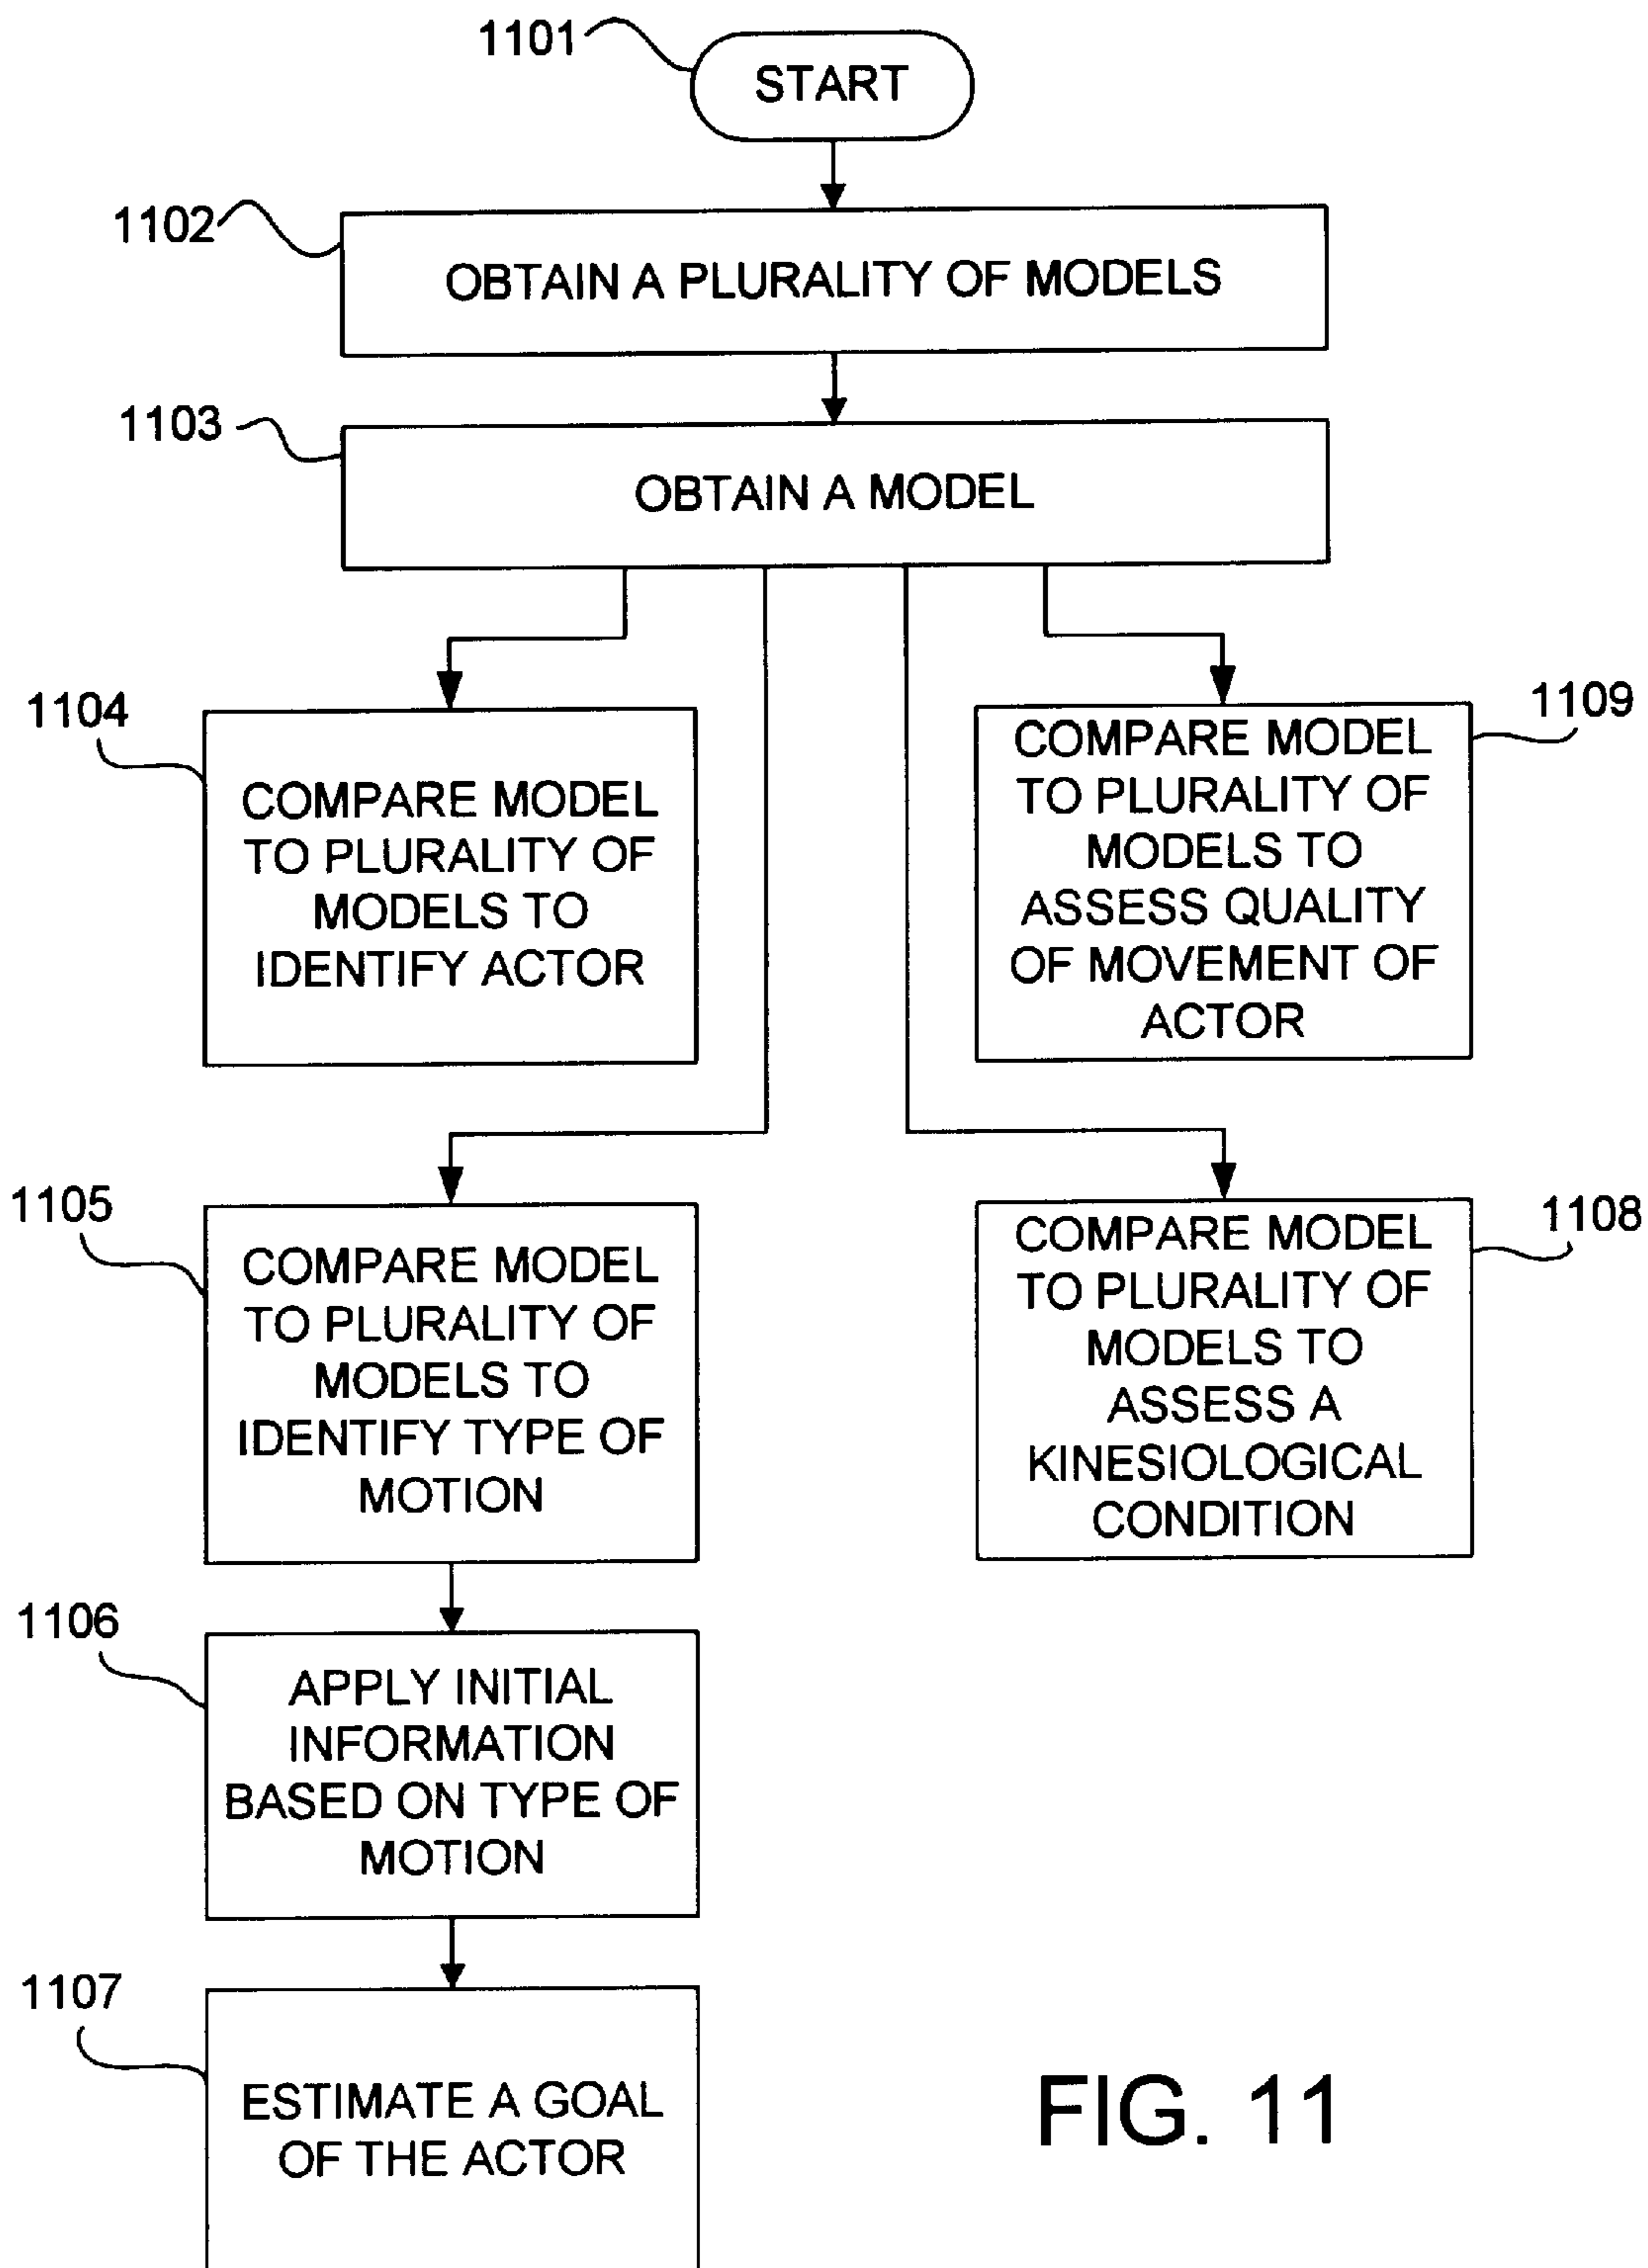 1101
START
1102
OBTAIN A PLURALITY OF MODELS
1103
OBTAIN A MODEL
1104
COMPARE MODEL
TO PLURALITY OF
MODELS TO
IDENTIFY ACTOR
1109
COMPARE MODEL
TO PLURALITY OF
MODELS TO
ASSESS QUALITY
OF MOVEMENT OF
ACTOR
1105
COMPARE MODEL
TO PLURALITY OF
MODELS TO
IDENTIFY TYPE OF
MOTION
1108
COMPARE MODEL
TO PLURALITY OF
MODELS TO
ASSESS A
KINESIOLOGICAL
CONDITION
1106
APPLY INITIAL
INFORMATION
BASED ON TYPE OF
MOTION
1107
ESTIMATE A GOAL
OF THE ACTOR
FIG. 11